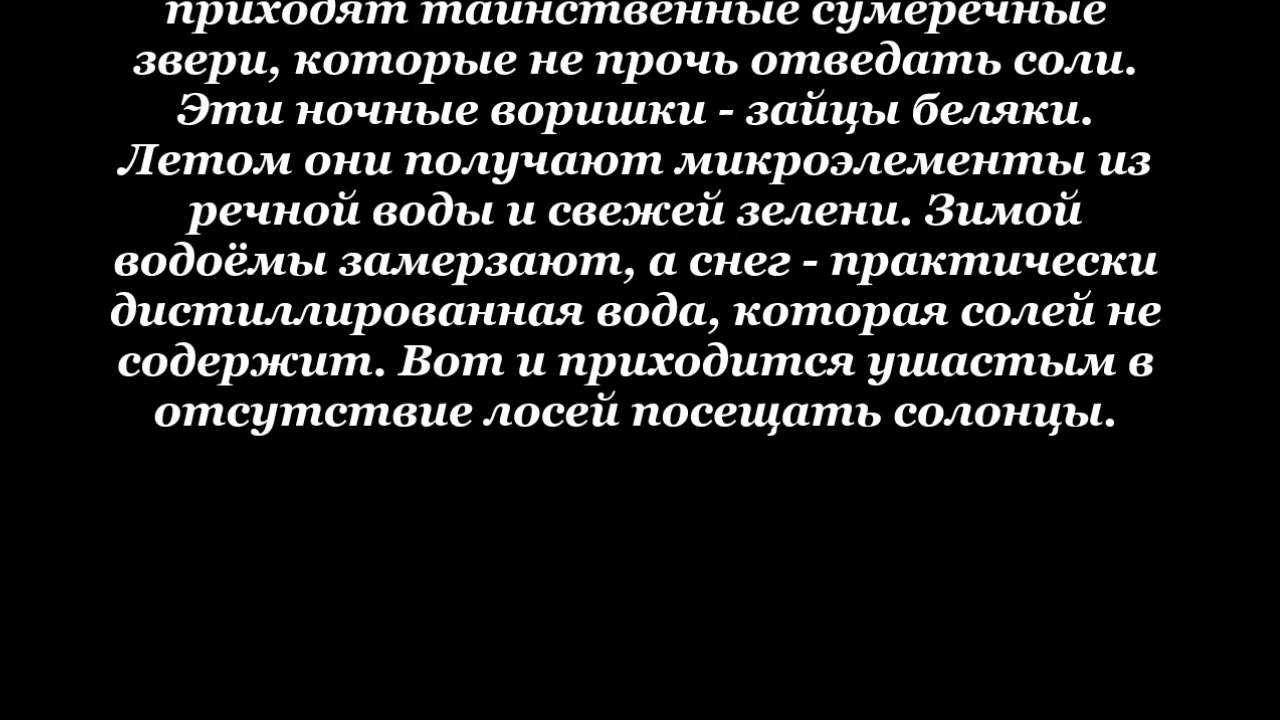 приходят таинственные сумеречные
звери, которые не прочь отведать соли.
Эти ночные воришки - зайцы беляки.
Летом они получают микроэлементы из
речной воды и свежей зелени. Зимой
водоёмы замерзают, а снег - практически
дистиллированная вода, которая солей не
содержит. Вот и приходится ушастым в
отсутствие лосей посещать солонцы.